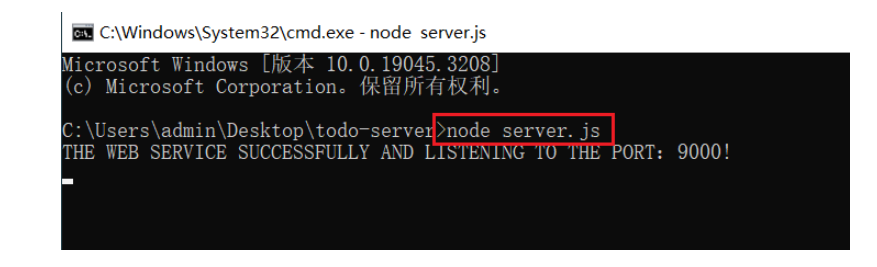 C:\Windows\System32\cmd.exe - node  server.js
Microsoft Windows [版本 10.0.19045.3208]
(c) Microsoft Corporation。保留所有权利。
C:\Users\admin\Desktop\todo-server>node server.js
THE WEB SERVICE SUCCESSFULLY AND LISTENING TO THE PORT: 9000!